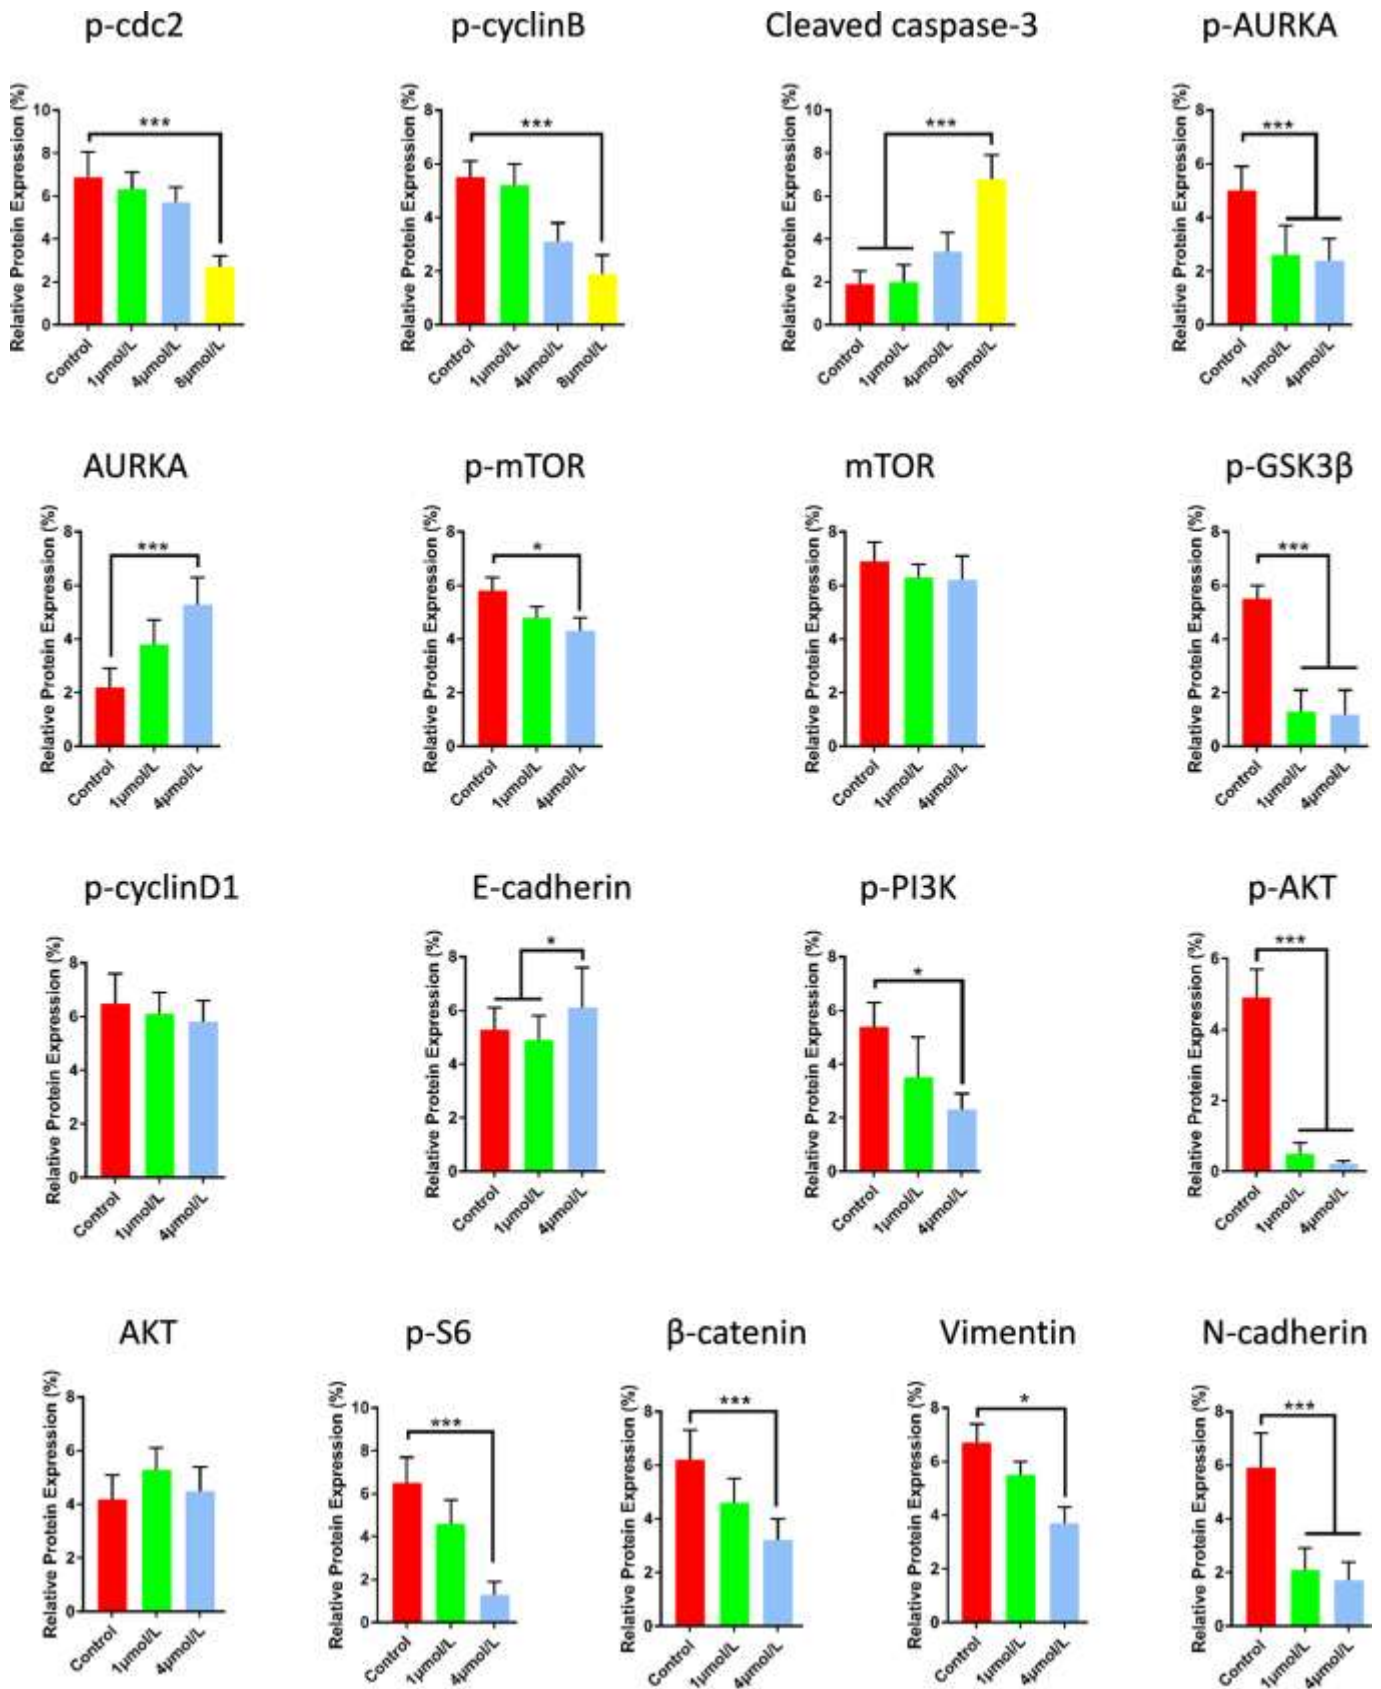 p-cdc2
p-cyclinB
Cleaved caspase-3
p-AURKA
Relative Protein Expression (%)
10
8
6
4
2
0
***
Control
1μmol/L
4μmol/L
8μmol/L
Relative Protein Expression (%)
8
6
4
2
0
***
Control
1μmol/L
4μmol/L
8μmol/L
Relative Protein Expression (%)
10
8
6
4
2
0
***
Control
1μmol/L
4μmol/L
8μmol/L
Relative Protein Expression (%)
8
6
4
2
0
***
Control
1μmol/L
4μmol/L
AURKA
p-mTOR
mTOR
p-GSK3β
Relative Protein Expression (%)
8
6
4
2
0
***
Control
1μmol/L
4μmol/L
Relative Protein Expression (%)
8
6
4
2
0
*
Control
1μmol/L
4μmol/L
Relative Protein Expression (%)
8
6
4
2
0
Control
1μmol/L
4μmol/L
Relative Protein Expression (%)
8
6
4
2
0
***
Control
1μmol/L
4μmol/L
p-cyclinD1
E-cadherin
p-PI3K
p-AKT
Relative Protein Expression (%)
8
6
4
2
0
Control
1μmol/L
4μmol/L
Relative Protein Expression (%)
8
6
4
2
0
*
Control
1μmol/L
4μmol/L
Relative Protein Expression (%)
8
6
4
2
0
*
Control
1μmol/L
4μmol/L
Relative Protein Expression (%)
6
4
2
0
***
Control
1μmol/L
4μmol/L
AKT
p-S6
β-catenin
Vimentin
N-cadherin
Relative Protein Expression (%)
8
6
4
2
0
Control
1μmol/L
4μmol/L
Relative Protein Expression (%)
10
8
6
4
2
0
***
Control
1μmol/L
4μmol/L
Relative Protein Expression (%)
8
6
4
2
0
***
Control
1μmol/L
4μmol/L
Relative Protein Expression (%)
8
6
4
2
0
*
Control
1μmol/L
4μmol/L
Relative Protein Expression (%)
8
6
4
2
0
***
Control
1μmol/L
4μmol/L